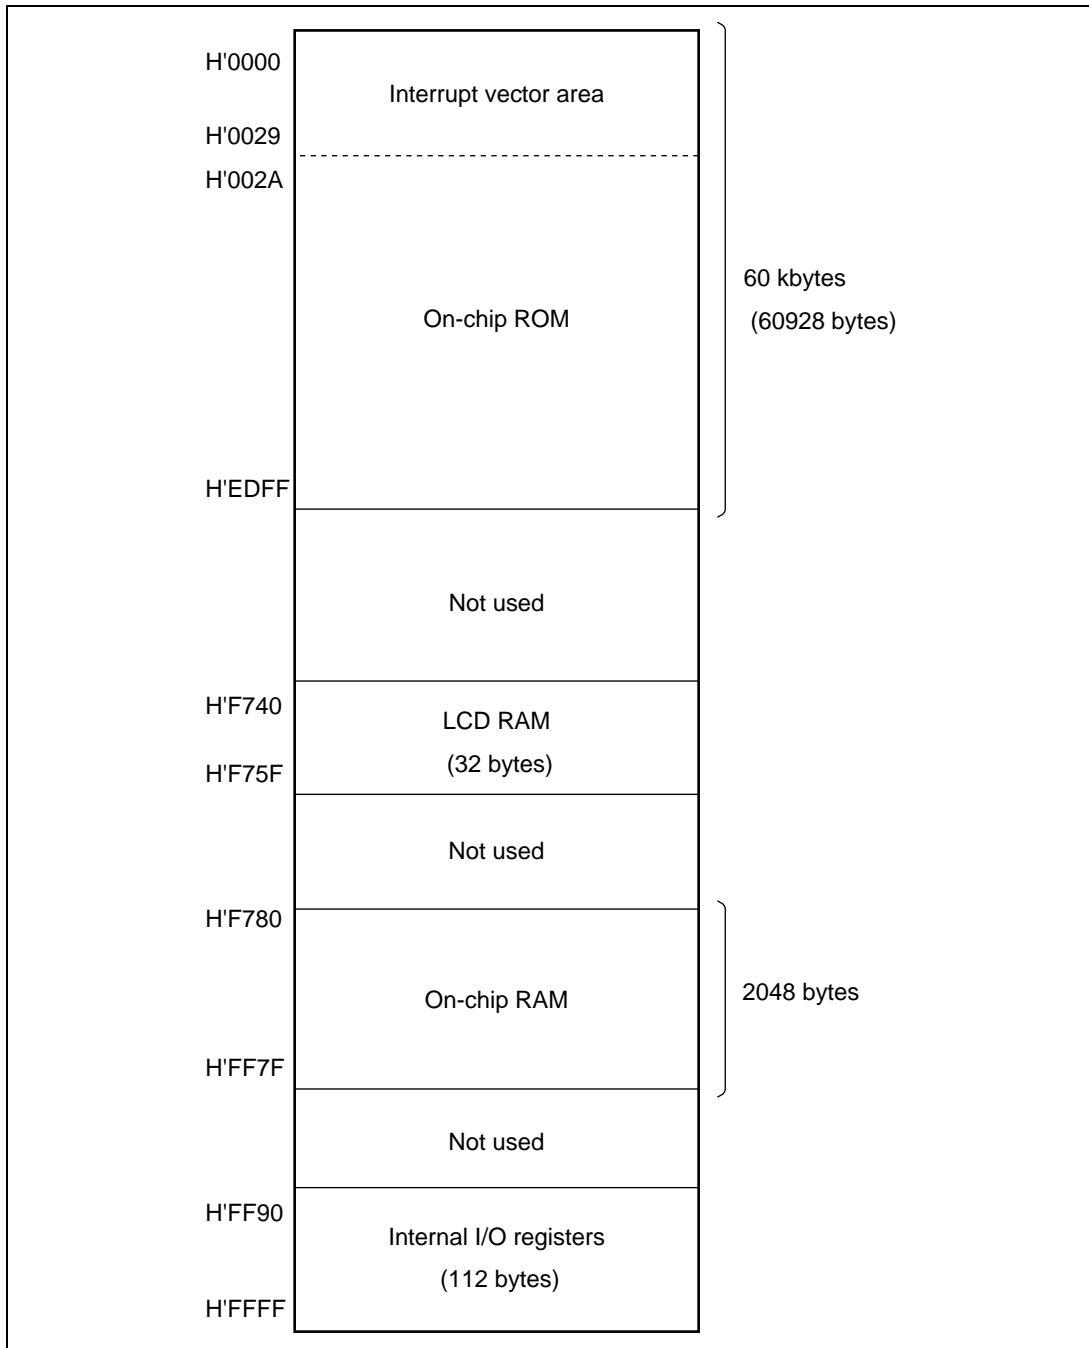 H'0000
Interrupt vector area
H'0029
H'002A
60 kbytes
On-chip ROM
(60928 bytes)
H'EDFF
Not used
H'F740
LCD RAM
(32 bytes)
H'F75F
Not used
H'F780
On-chip RAM
2048 bytes
H'FF7F
Not used
H'FF90
Internal I/O registers
(112 bytes)
H'FFFF